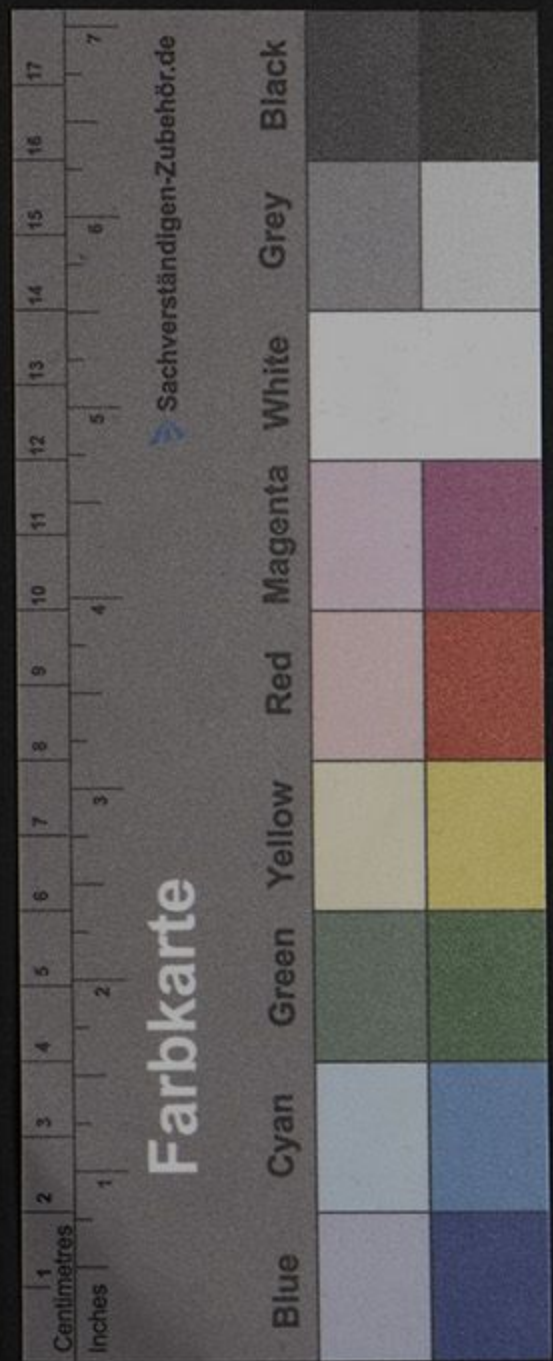 Centimetres 1 2 3 4 5 6 7 8 9 10 11 12 13 14 15 16 17
Inches 1 2 3 4 5 6 7
Farbkarte
Sachverständigen-Zubehör.de
Blue Cyan Green Yellow Red Magenta White Grey Black